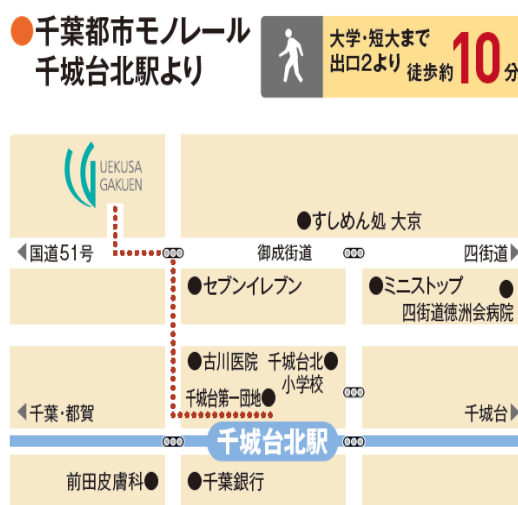 ●千葉都市モノレール
千城台北駅より
大学・短大まで
出口2より 徒歩約10分
UEKUSA
GAKUEN
●すしめん処 大京
◀国道51号
御成街道
四街道▶
●セブンイレブン
●ミニストップ
四街道徳洲会病院
●古川医院
千城台北●
小学校
千城台第一団地●
◀千葉・都賀
千城台▶
千城台北駅
前田皮膚科●
●千葉銀行